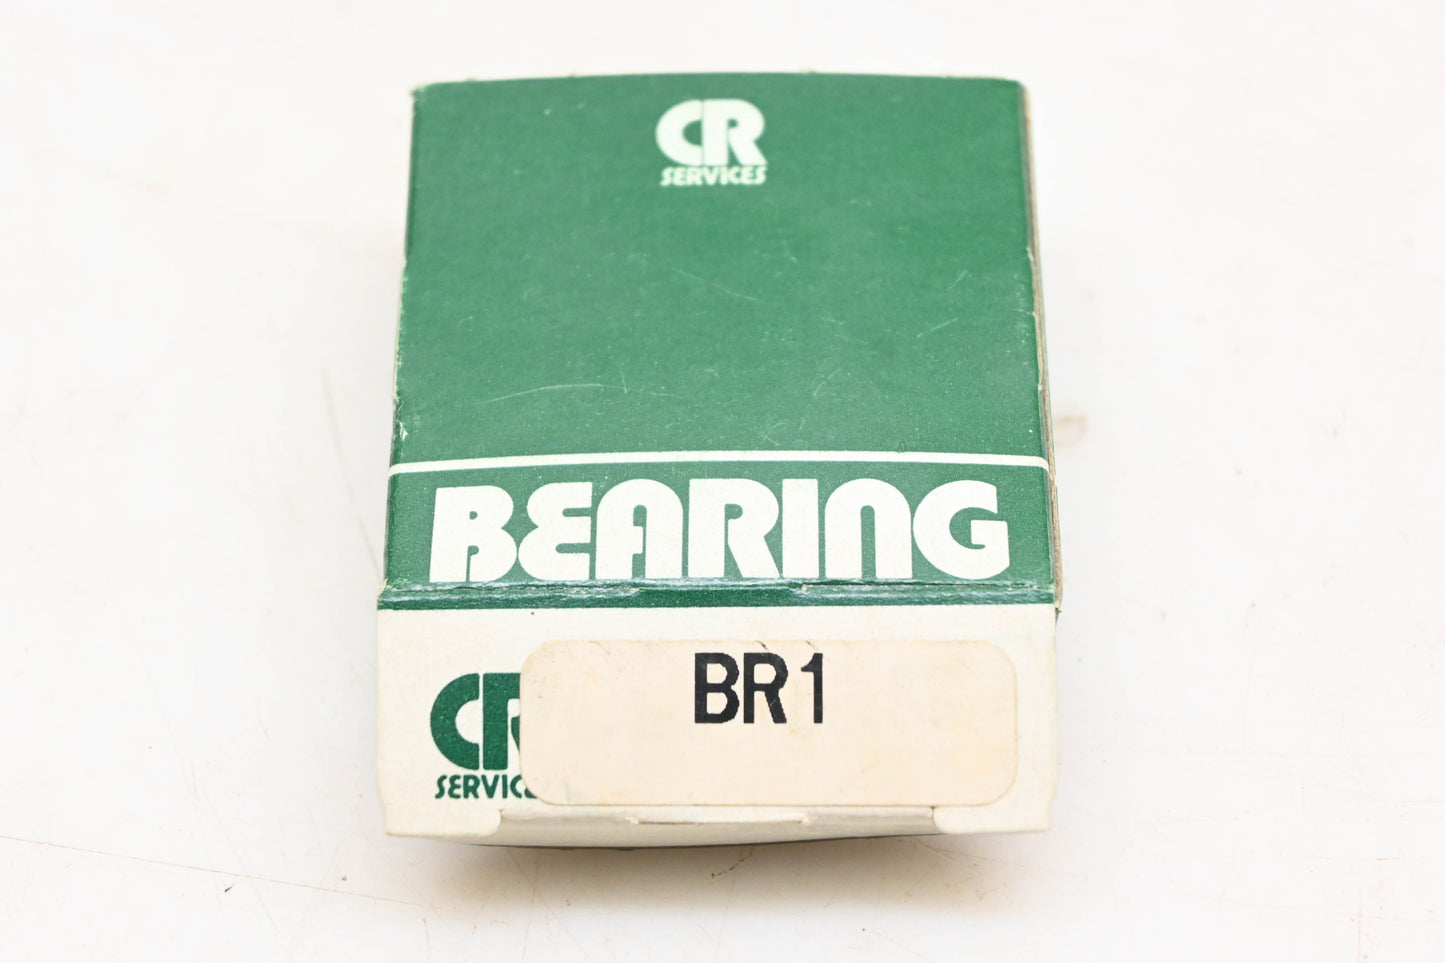 CR
SERVICES
BEARING
BR1
CR
SERVICE